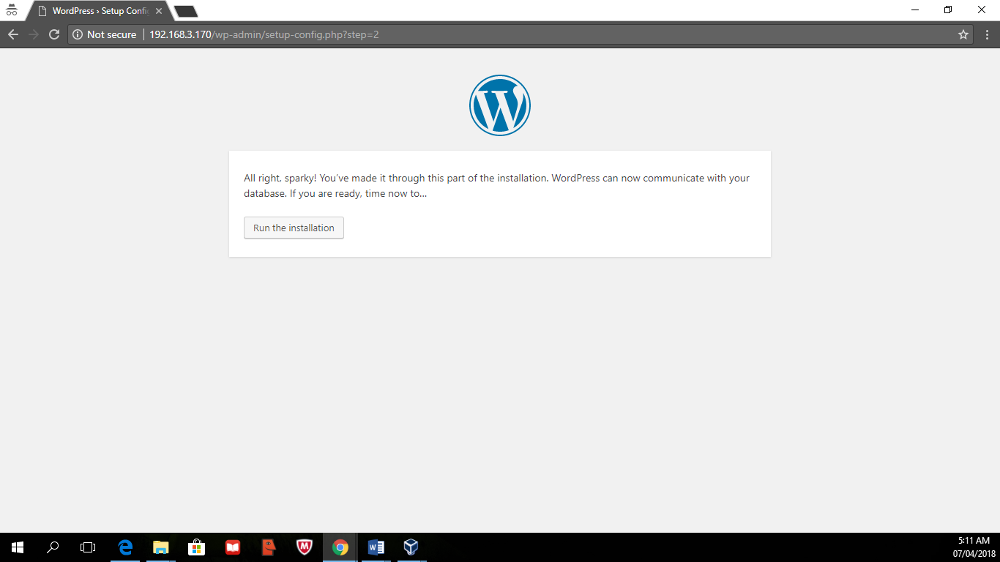 WordPress › Setup Confi
Not secure | 192.168.3.170/wp-admin/setup-config.php?step=2
All right, sparky! You’ve made it through this part of the installation. WordPress can now communicate with your
database. If you are ready, time now to…
Run the installation
5:11 AM
07/04/2018